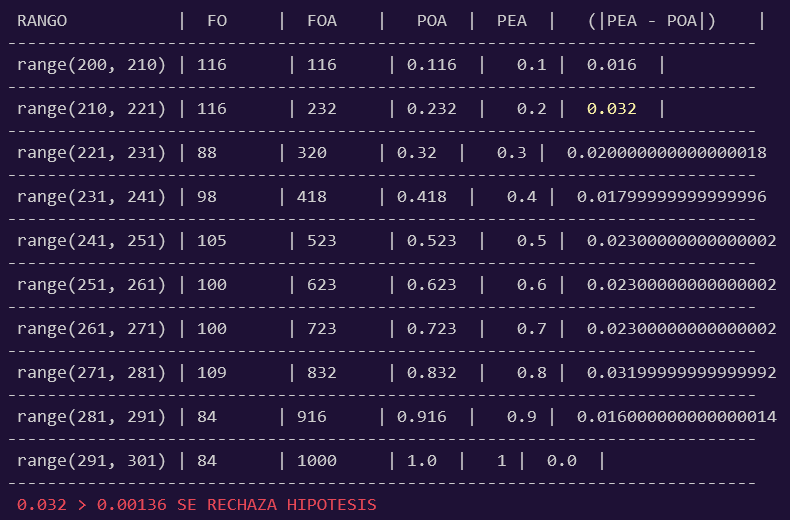 RANGO | FO | FOA | POA | PEA | (|PEA - POA|) |
---------------------------------------------------------------------------
range(200, 210) | 116 | 116 | 0.116 | 0.1 | 0.016 |
---------------------------------------------------------------------------
range(210, 221) | 116 | 232 | 0.232 | 0.2 | 0.032 |
---------------------------------------------------------------------------
range(221, 231) | 88 | 320 | 0.32 | 0.3 | 0.020000000000000018
---------------------------------------------------------------------------
range(231, 241) | 98 | 418 | 0.418 | 0.4 | 0.01799999999999996
---------------------------------------------------------------------------
range(241, 251) | 105 | 523 | 0.523 | 0.5 | 0.02300000000000002
---------------------------------------------------------------------------
range(251, 261) | 100 | 623 | 0.623 | 0.6 | 0.02300000000000002
---------------------------------------------------------------------------
range(261, 271) | 100 | 723 | 0.723 | 0.7 | 0.02300000000000002
---------------------------------------------------------------------------
range(271, 281) | 109 | 832 | 0.832 | 0.8 | 0.03199999999999992
---------------------------------------------------------------------------
range(281, 291) | 84 | 916 | 0.916 | 0.9 | 0.016000000000000014
---------------------------------------------------------------------------
range(291, 301) | 84 | 1000 | 1.0 | 1 | 0.0 |
---------------------------------------------------------------------------
0.032 > 0.00136 SE RECHAZA HIPOTESIS